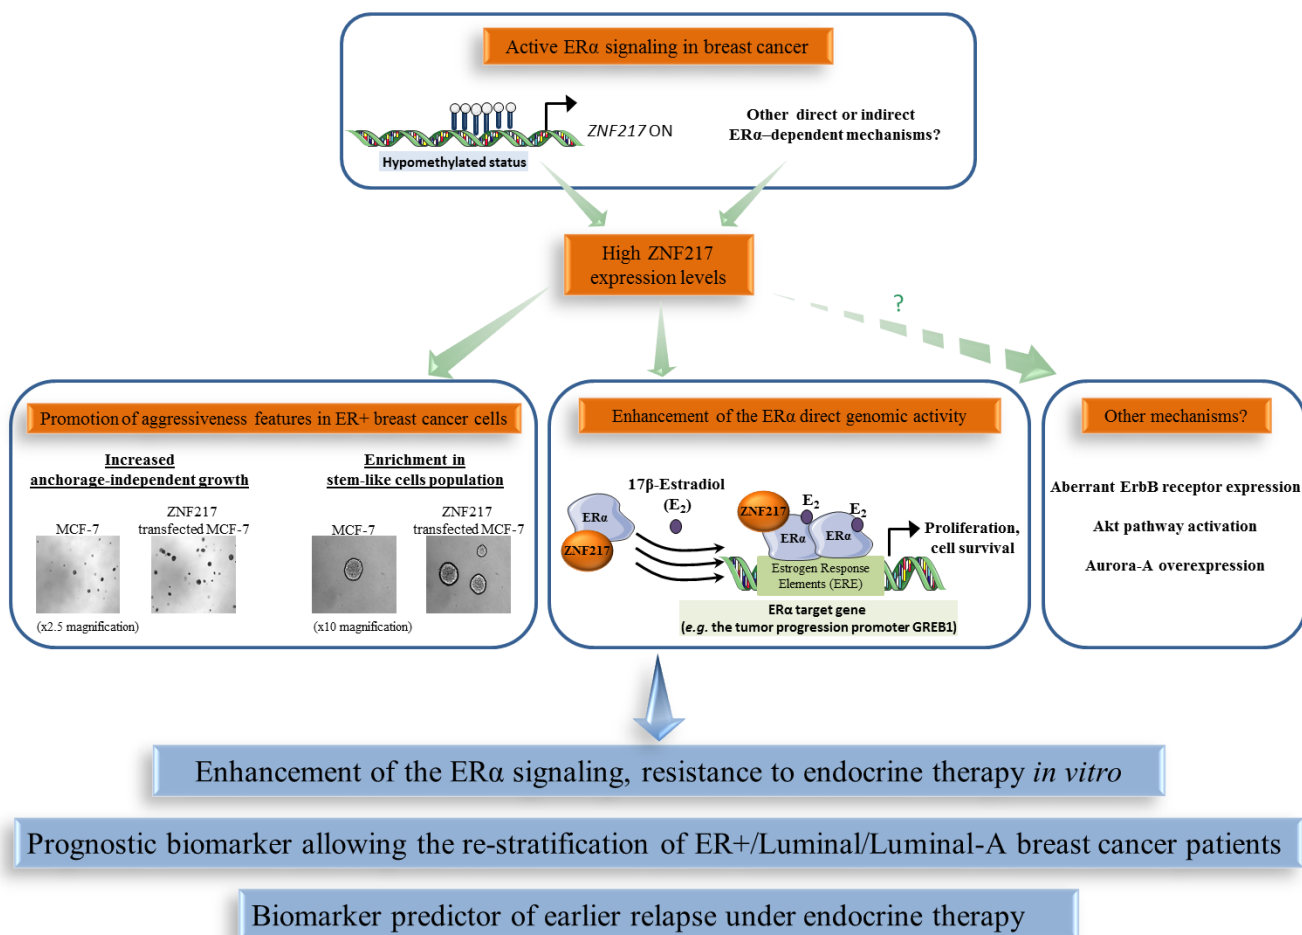 Active ERα signaling in breast cancer
ZNF217 ON
Hypomethylated status
Other direct or indirect
ERα–dependent mechanisms?
High ZNF217
expression levels
?
Promotion of aggressiveness features in ER+ breast cancer cells
Increased
anchorage-independent growth
MCF-7
ZNF217
transfected MCF-7
(x2.5 magnification)
Enrichment in
stem-like cells population
MCF-7
ZNF217
transfected MCF-7
(x10 magnification)
Enhancement of the ERα direct genomic activity
ERα
ZNF217
17β-Estradiol
(E2)
ZNF217
E2
E2
ERα
ERα
Estrogen Response
Elements (ERE)
Proliferation,
cell survival
ERα target gene
(e.g. the tumor progression promoter GREB1)
Other mechanisms?
Aberrant ErbB receptor expression
Akt pathway activation
Aurora-A overexpression
Enhancement of the ERα signaling, resistance to endocrine therapy in vitro
Prognostic biomarker allowing the re-stratification of ER+/Luminal/Luminal-A breast cancer patients
Biomarker predictor of earlier relapse under endocrine therapy